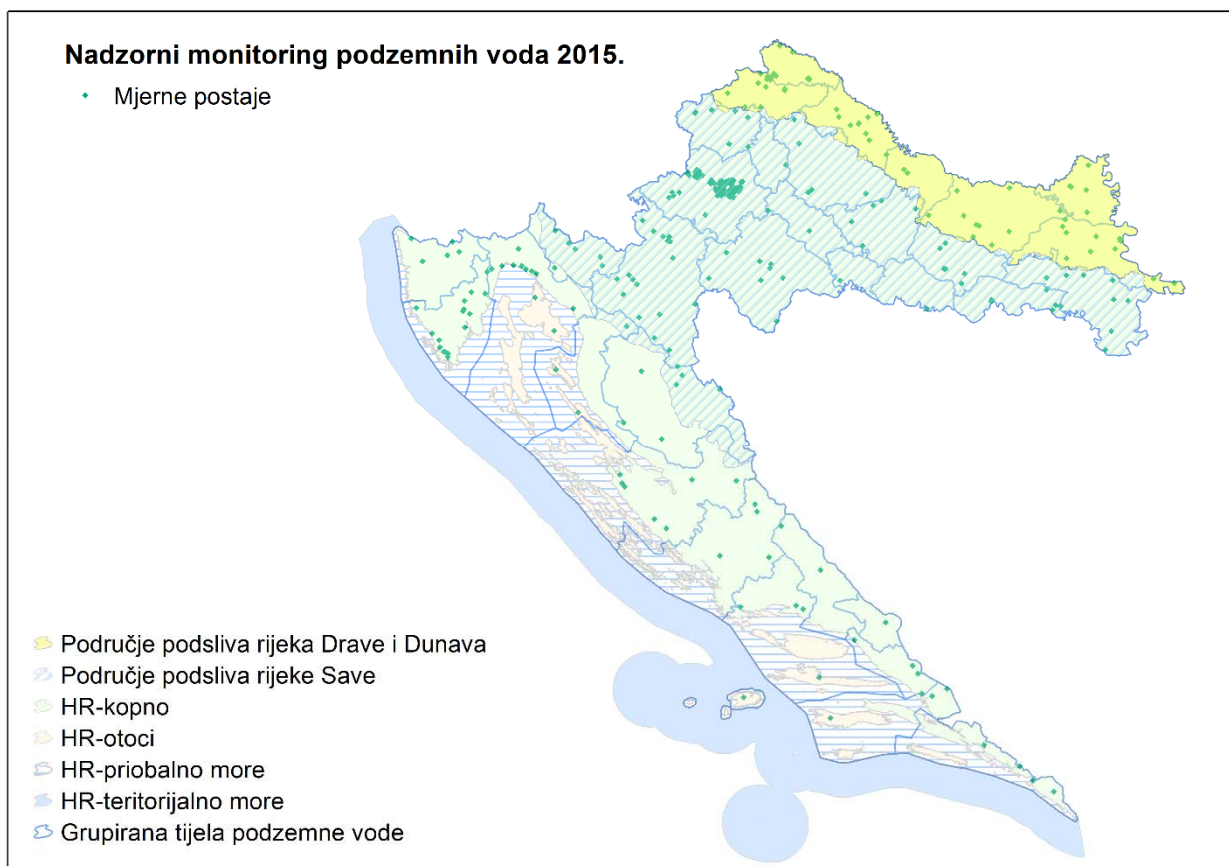 Nadzorni monitoring podzemnih voda 2015.
Mjerne postaje
Područje podsliva rijeka Drave i Dunava
Područje podsliva rijeke Save
HR-kopno
HR-otoci
HR-priobalno more
HR-teritorijalno more
Grupirana tijela podzemne vode